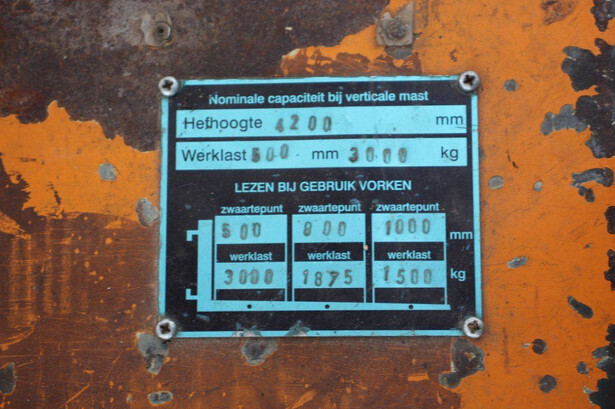 Nominale capaciteit bij verticale mast
Hefhoogte 4200 mm
Werklast 500 mm 3000 kg
LEZEN BIJ GEBRUIK VORKEN
zwaartepunt zwaartepunt zwaartepunt
500 800 1000 mm
werklast werklast werklast
3000 1875 1500 kg